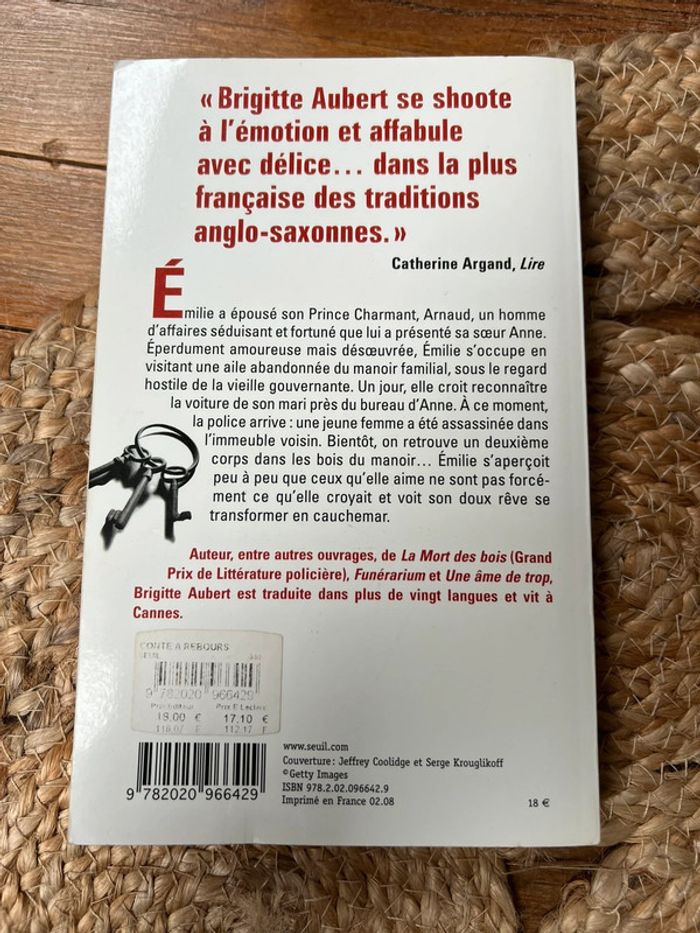 « Brigitte Aubert se shoote
à l'émotion et affabule
avec délice... dans la plus
française des traditions
anglo-saxonnes. »
Catherine Argand, Lire
Émilie a épousé son Prince Charmant, Arnaud, un homme
d'affaires séduisant et fortuné que lui a présenté sa sœur Anne.
Éperdument amoureuse mais désœuvrée, Émilie s'occupe en
visitant une aile abandonnée du manoir familial, sous le regard
hostile de la vieille gouvernante. Un jour, elle croit reconnaître
la voiture de son mari près du bureau d'Anne. À ce moment,
la police arrive : une jeune femme a été assassinée dans
l'immeuble voisin. Bientôt, on retrouve un deuxième
corps dans les bois du manoir... Émilie s'aperçoit
peu à peu que ceux qu'elle aime ne sont pas forcé-
ment ce qu'elle croyait et voit son doux rêve se
transformer en cauchemar.
Auteur, entre autres ouvrages, de La Mort des bois (Grand
Prix de Littérature policière), Funérarium et Une âme de trop,
Brigitte Aubert est traduite dans plus de vingt langues et vit à
Cannes.
CONTE A REBOURS
SEUIL
9 782020 966429
Prix Editeur Prix E Leclerc
18.00 € 17.10 €
118.07 F 112.17 F
9 782020 966429
www.seuil.com
Couverture : Jeffrey Coolidge et Serge Krouglikoff
© Getty Images
ISBN 978.2.02.096642.9
Imprimé en France 02.08
18 €